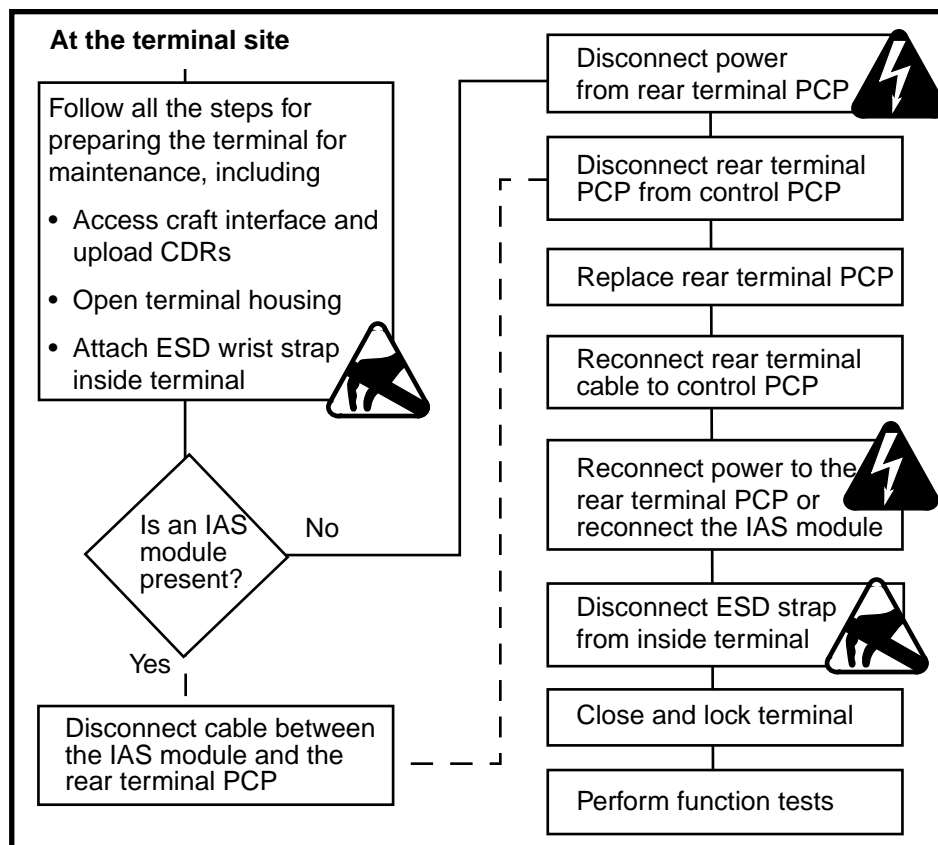 At the terminal site
Follow all the steps for
preparing the terminal for
maintenance, including
• Access craft interface and
upload CDRs
• Open terminal housing
• Attach ESD wrist strap
inside terminal
Is an IAS
module
present?
No
Yes
Disconnect cable between
the IAS module and the
rear terminal PCP
Disconnect power
from rear terminal PCP
Disconnect rear terminal
PCP from control PCP
Replace rear terminal PCP
Reconnect rear terminal
cable to control PCP
Reconnect power to the
rear terminal PCP or
reconnect the IAS module
Disconnect ESD strap
from inside terminal
Close and lock terminal
Perform function tests